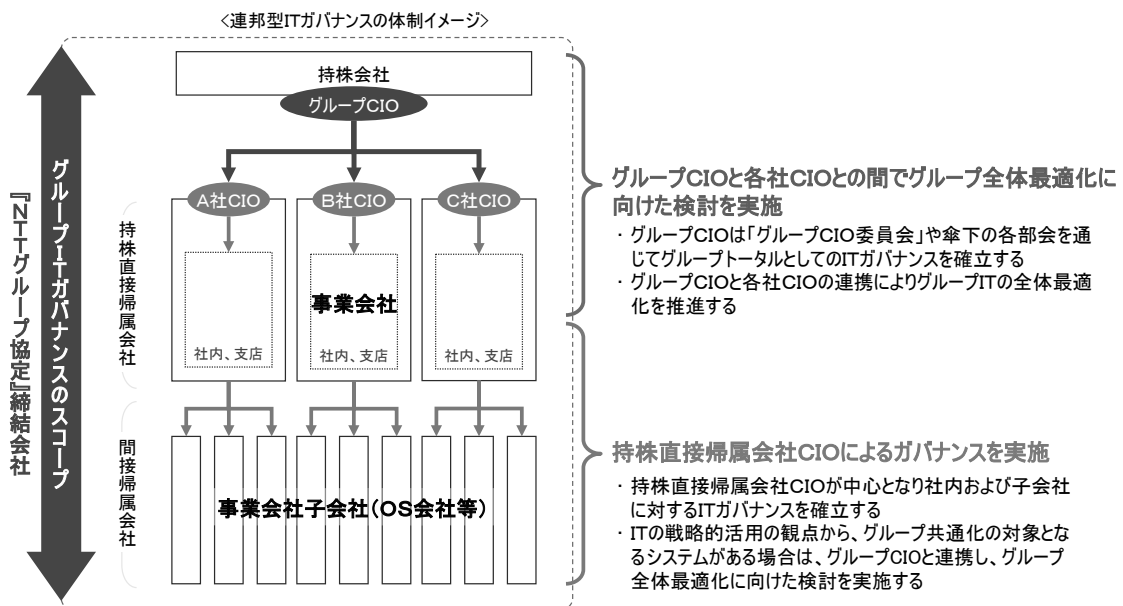 <連邦型ITガバナンスの体制イメージ>
持株会社
グループCIO
A社CIO
B社CIO
C社CIO
事業会社
社内、支店
社内、支店
社内、支店
事業会社子会社(OS会社等)
持株直接帰属会社
間接帰属会社
グループITガバナンスのスコープ
『NTTグループ協定』締結会社
グループCIOと各社CIOとの間でグループ全体最適化に
向けた検討を実施
・グループCIOは「グループCIO委員会」や傘下の各部会を通
じてグループトータルとしてのITガバナンスを確立する
・グループCIOと各社CIOの連携によりグループITの全体最適
化を推進する
持株直接帰属会社CIOによるガバナンスを実施
・持株直接帰属会社CIOが中心となり社内および子会社
に対するITガバナンスを確立する
・ITの戦略的活用の観点から、グループ共通化の対象とな
るシステムがある場合は、グループCIOと連携し、グループ
全体最適化に向けた検討を実施する